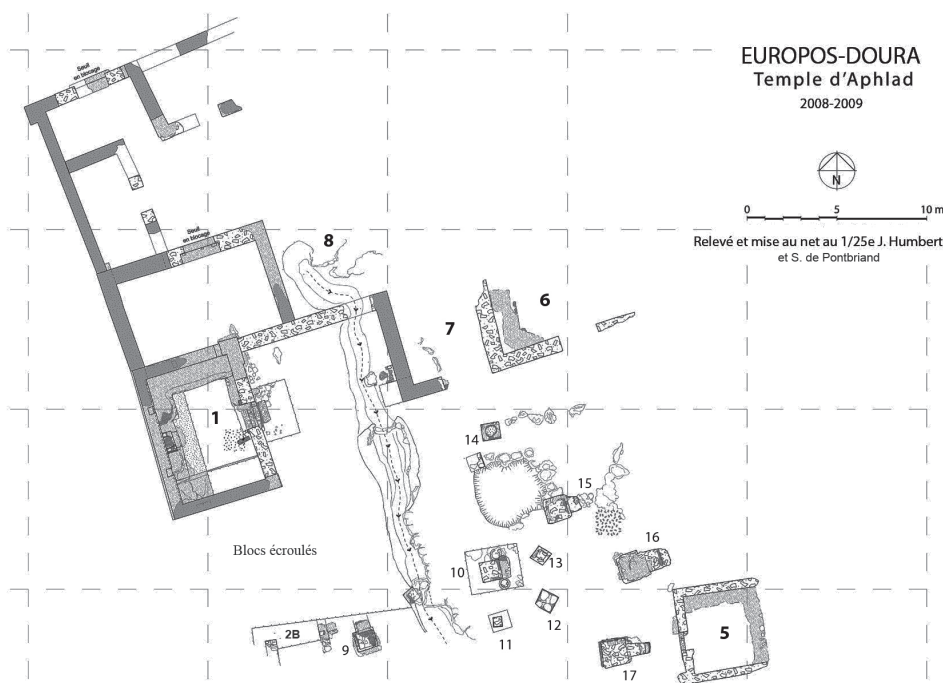 EUROPOS-DOURA
Temple d'Aphlad
2008-2009
N
0 5 10 m
Relevé et mise au net au 1/25e J. Humbert
et S. de Pontbriand
Seuil
en blocage
Seuil
en blocage
8
6
7
1
14
15
Blocs écroulés
16
13
10
12
11
2B
9
5
17